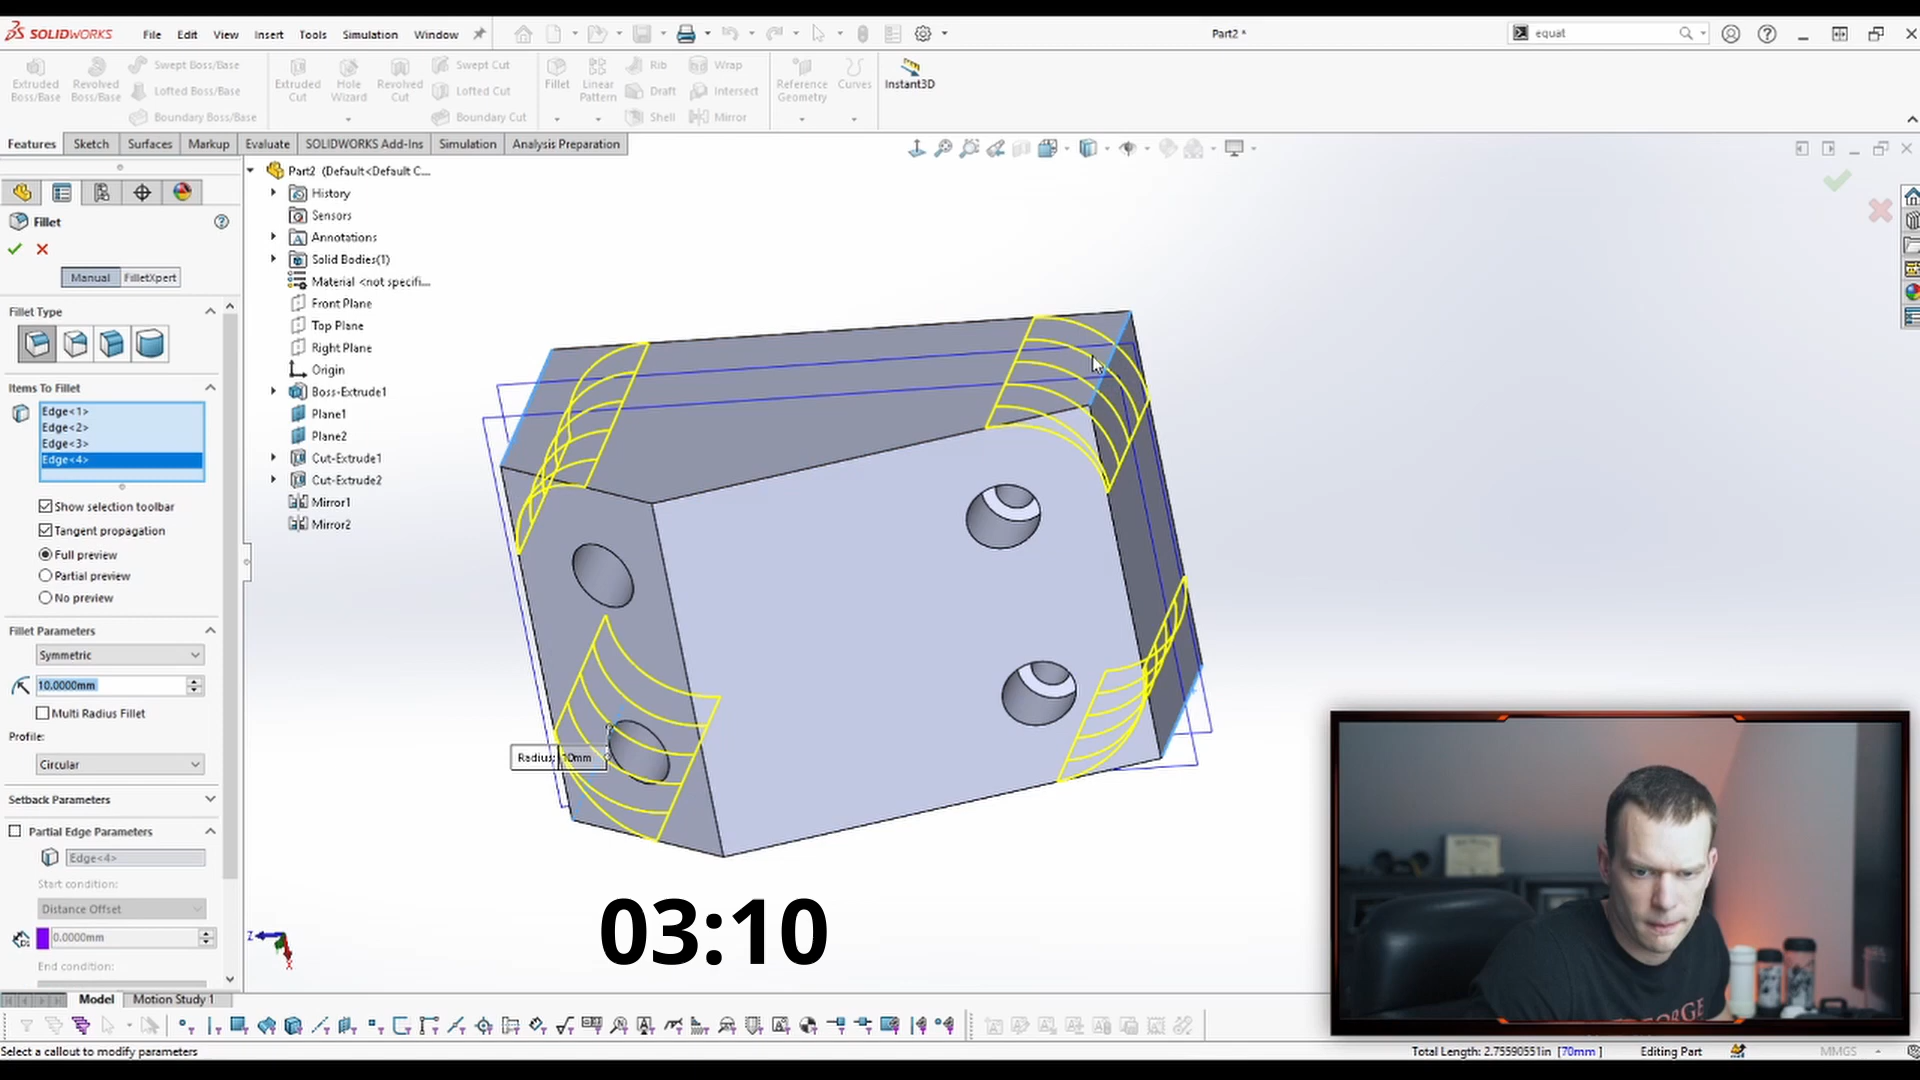 SOLIDWORKS File Edit View Insert Tools Simulation Window Part2 * equat
Extruded Boss/Base Revolved Boss/Base Swept Boss/Base Lofted Boss/Base Boundary Boss/Base Extruded Cut Hole Wizard Revolved Cut Swept Cut Lofted Cut Boundary Cut Fillet Linear Pattern Rib Draft Shell Wrap Intersect Mirror Reference Geometry Curves Instant3D
Features Sketch Surfaces Markup Evaluate SOLIDWORKS Add-Ins Simulation Analysis Preparation
Fillet
Manual FilletXpert
Fillet Type
Items To Fillet
Edge<1>
Edge<2>
Edge<3>
Edge<4>
Show selection toolbar
Tangent propagation
Full preview
Partial preview
No preview
Fillet Parameters
Symmetric
10.0000mm
Multi Radius Fillet
Profile:
Circular
Setback Parameters
Partial Edge Parameters
Edge<4>
Start condition:
Distance Offset
0.0000mm
End condition:
Part2 (Default<Default C...
History
Sensors
Annotations
Solid Bodies(1)
Material <not specifi...
Front Plane
Top Plane
Right Plane
Origin
Boss-Extrude1
Plane1
Plane2
Cut-Extrude1
Cut-Extrude2
Mirror1
Mirror2
Radius: 10mm
03:10
Z
X
Model Motion Study 1
Select a callout to modify parameters Total Length: 2.75590551in [70mm ] Editing Part MMGS